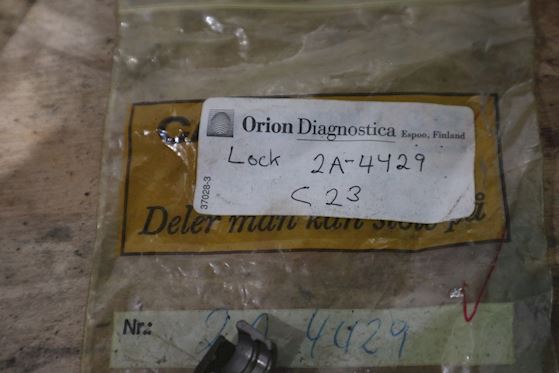 Orion Diagnostica Espoo, Finland
Lock 2A-4429
C 23
37028-3
Deler man kan stole på
Nr.: 2A 4429